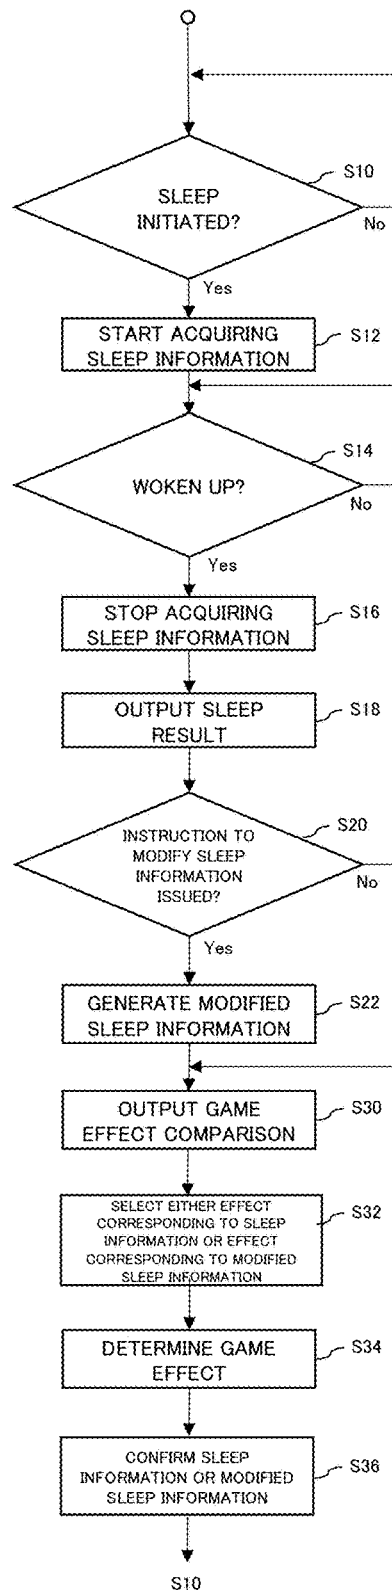 S10
SLEEP
INITIATED?
No
Yes
START ACQUIRING
SLEEP INFORMATION
S12
S14
WOKEN UP?
No
Yes
STOP ACQUIRING
SLEEP INFORMATION
S16
OUTPUT SLEEP
RESULT
S18
S20
INSTRUCTION TO
MODIFY SLEEP
INFORMATION
ISSUED?
No
Yes
GENERATE MODIFIED
SLEEP INFORMATION
S22
OUTPUT GAME
EFFECT COMPARISON
S30
SELECT EITHER EFFECT
CORRESPONDING TO SLEEP
INFORMATION OR EFFECT
CORRESPONDING TO MODIFIED
SLEEP INFORMATION
S32
DETERMINE GAME
EFFECT
S34
CONFIRM SLEEP
INFORMATION OR MODIFIED
SLEEP INFORMATION
S36
S10